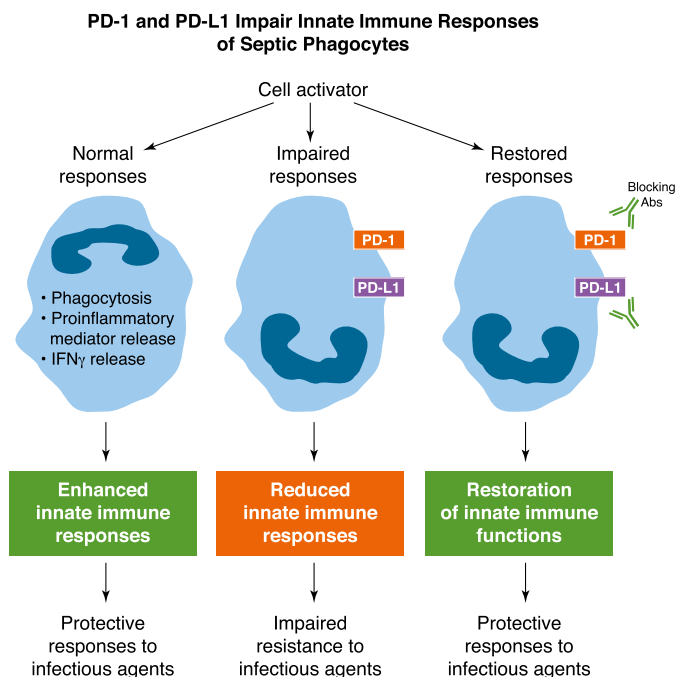 PD-1 and PD-L1 Impair Innate Immune Responses
of Septic Phagocytes
Cell activator
Normal
responses
Impaired
responses
Restored
responses
Blocking
Abs
PD-1
PD-L1
PD-1
PD-L1
• Phagocytosis
• Proinflammatory
mediator release
• IFNγ release
Enhanced
innate immune
responses
Reduced
innate immune
responses
Restoration
of innate immune
functions
Protective
responses to
infectious agents
Impaired
resistance to
infectious agents
Protective
responses to
infectious agents